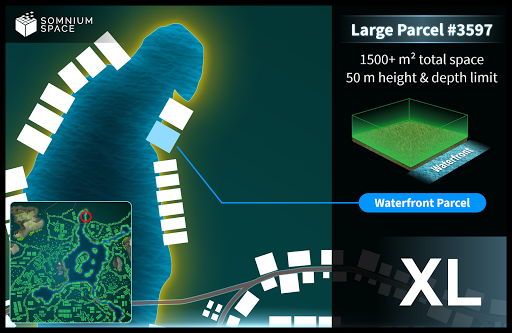 SOMNIUM
SPACE
Large Parcel #3597
1500+ m² total space
50 m height & depth limit
Waterfront
Waterfront Parcel
XL